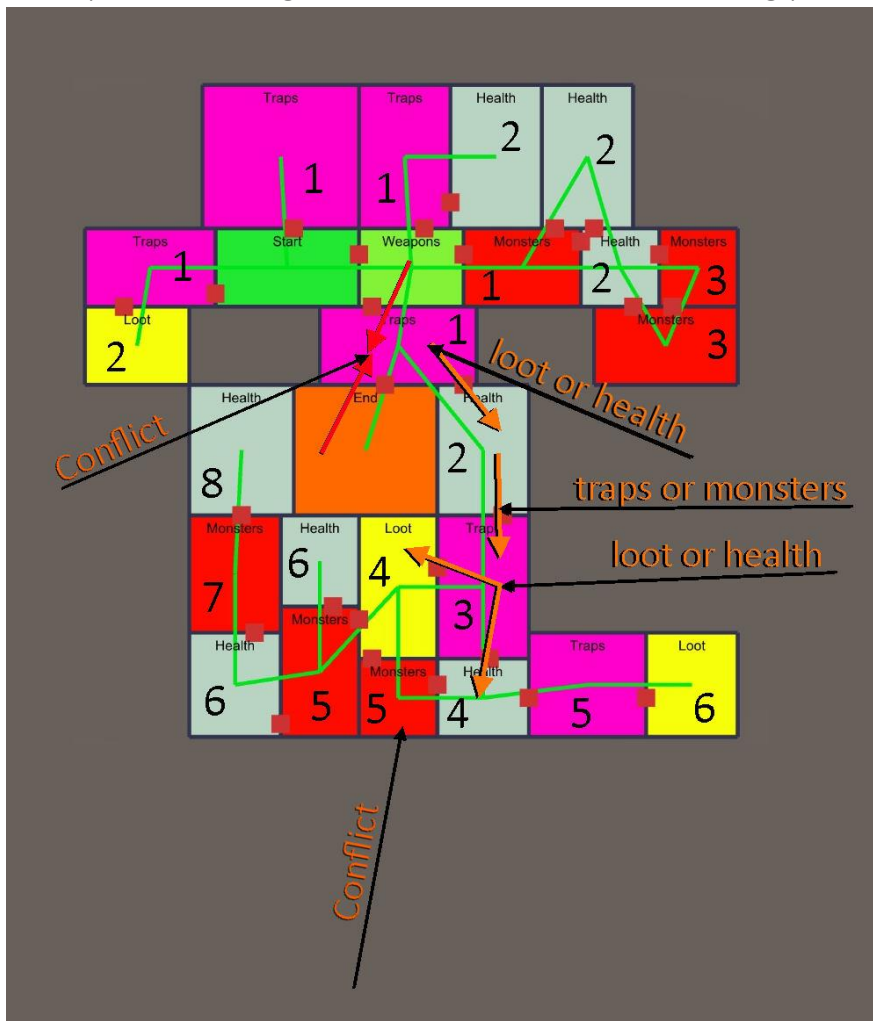 Traps
Traps
Health
Health
1
1
2
2
Traps
Start
Weapons
Monsters
Health
Monsters
1
1
2
3
Loot
Traps
Monsters
2
1
3
loot or health
Conflict
Health
End
Health
8
2
traps or monsters
Monsters
Health
Loot
Traps
loot or health
7
6
4
3
Health
Monsters
Monsters
Health
Traps
Loot
6
5
5
4
5
6
Conflict